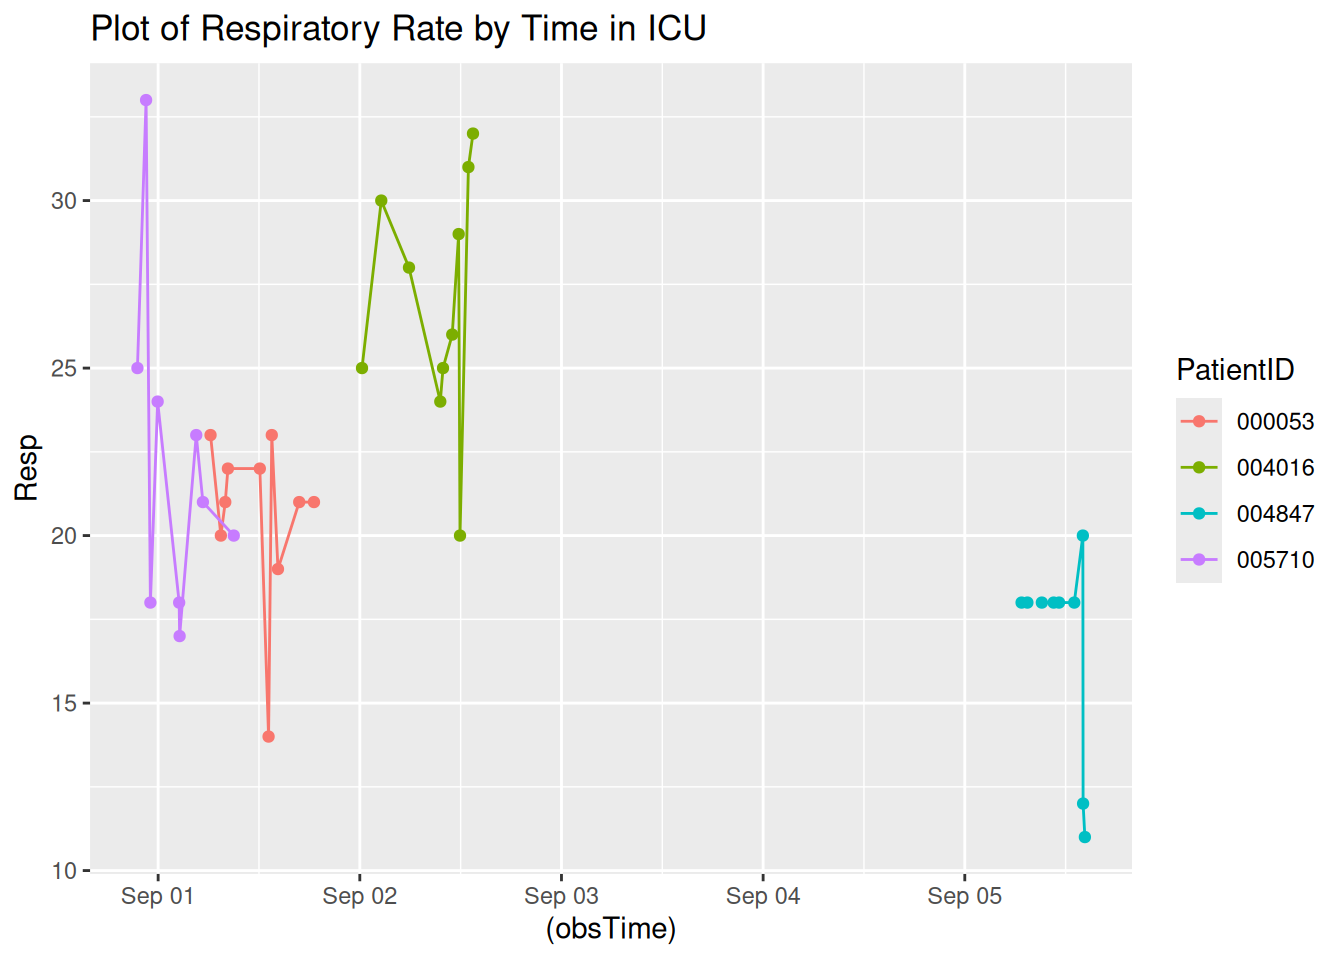 Plot of Respiratory Rate by Time in ICU
30
25
20
15
10
Resp
Sep 01
Sep 02
Sep 03
Sep 04
Sep 05
(obsTime)
PatientID
000053
004016
004847
005710